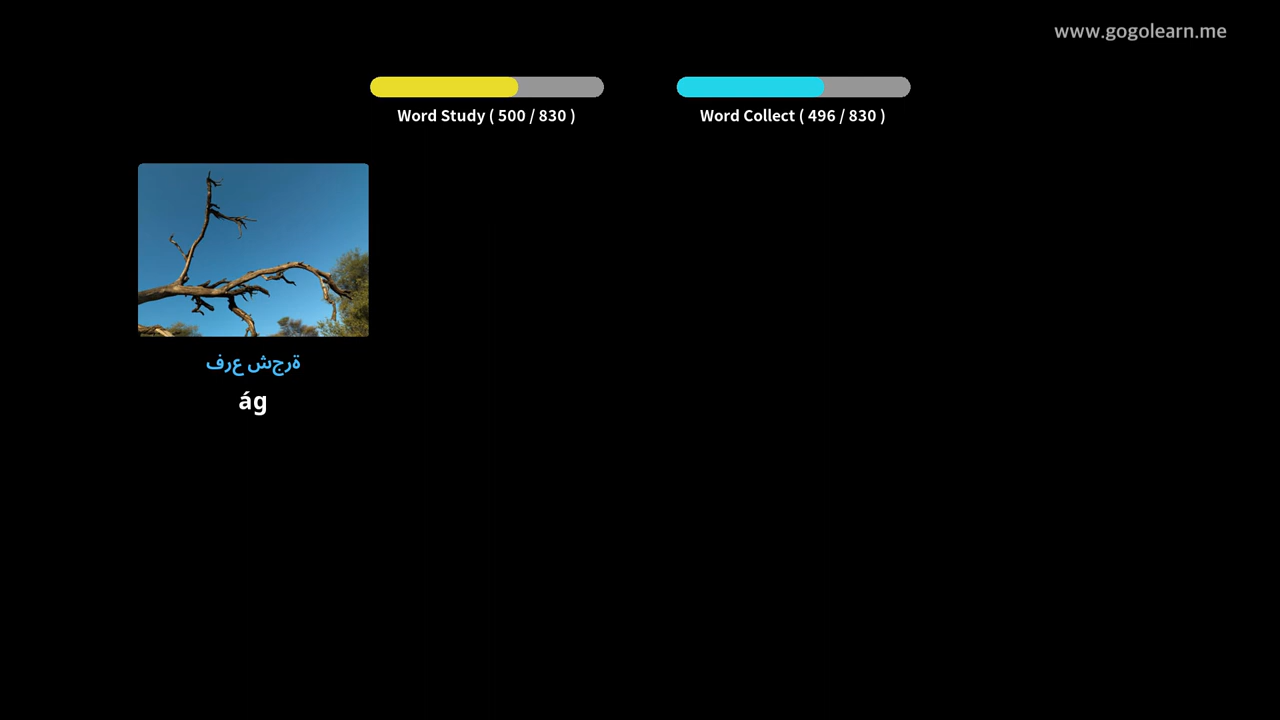 www.gogolearn.me
Word Study ( 500 / 830 )
Word Collect ( 496 / 830 )
ةرجش عرف
ág